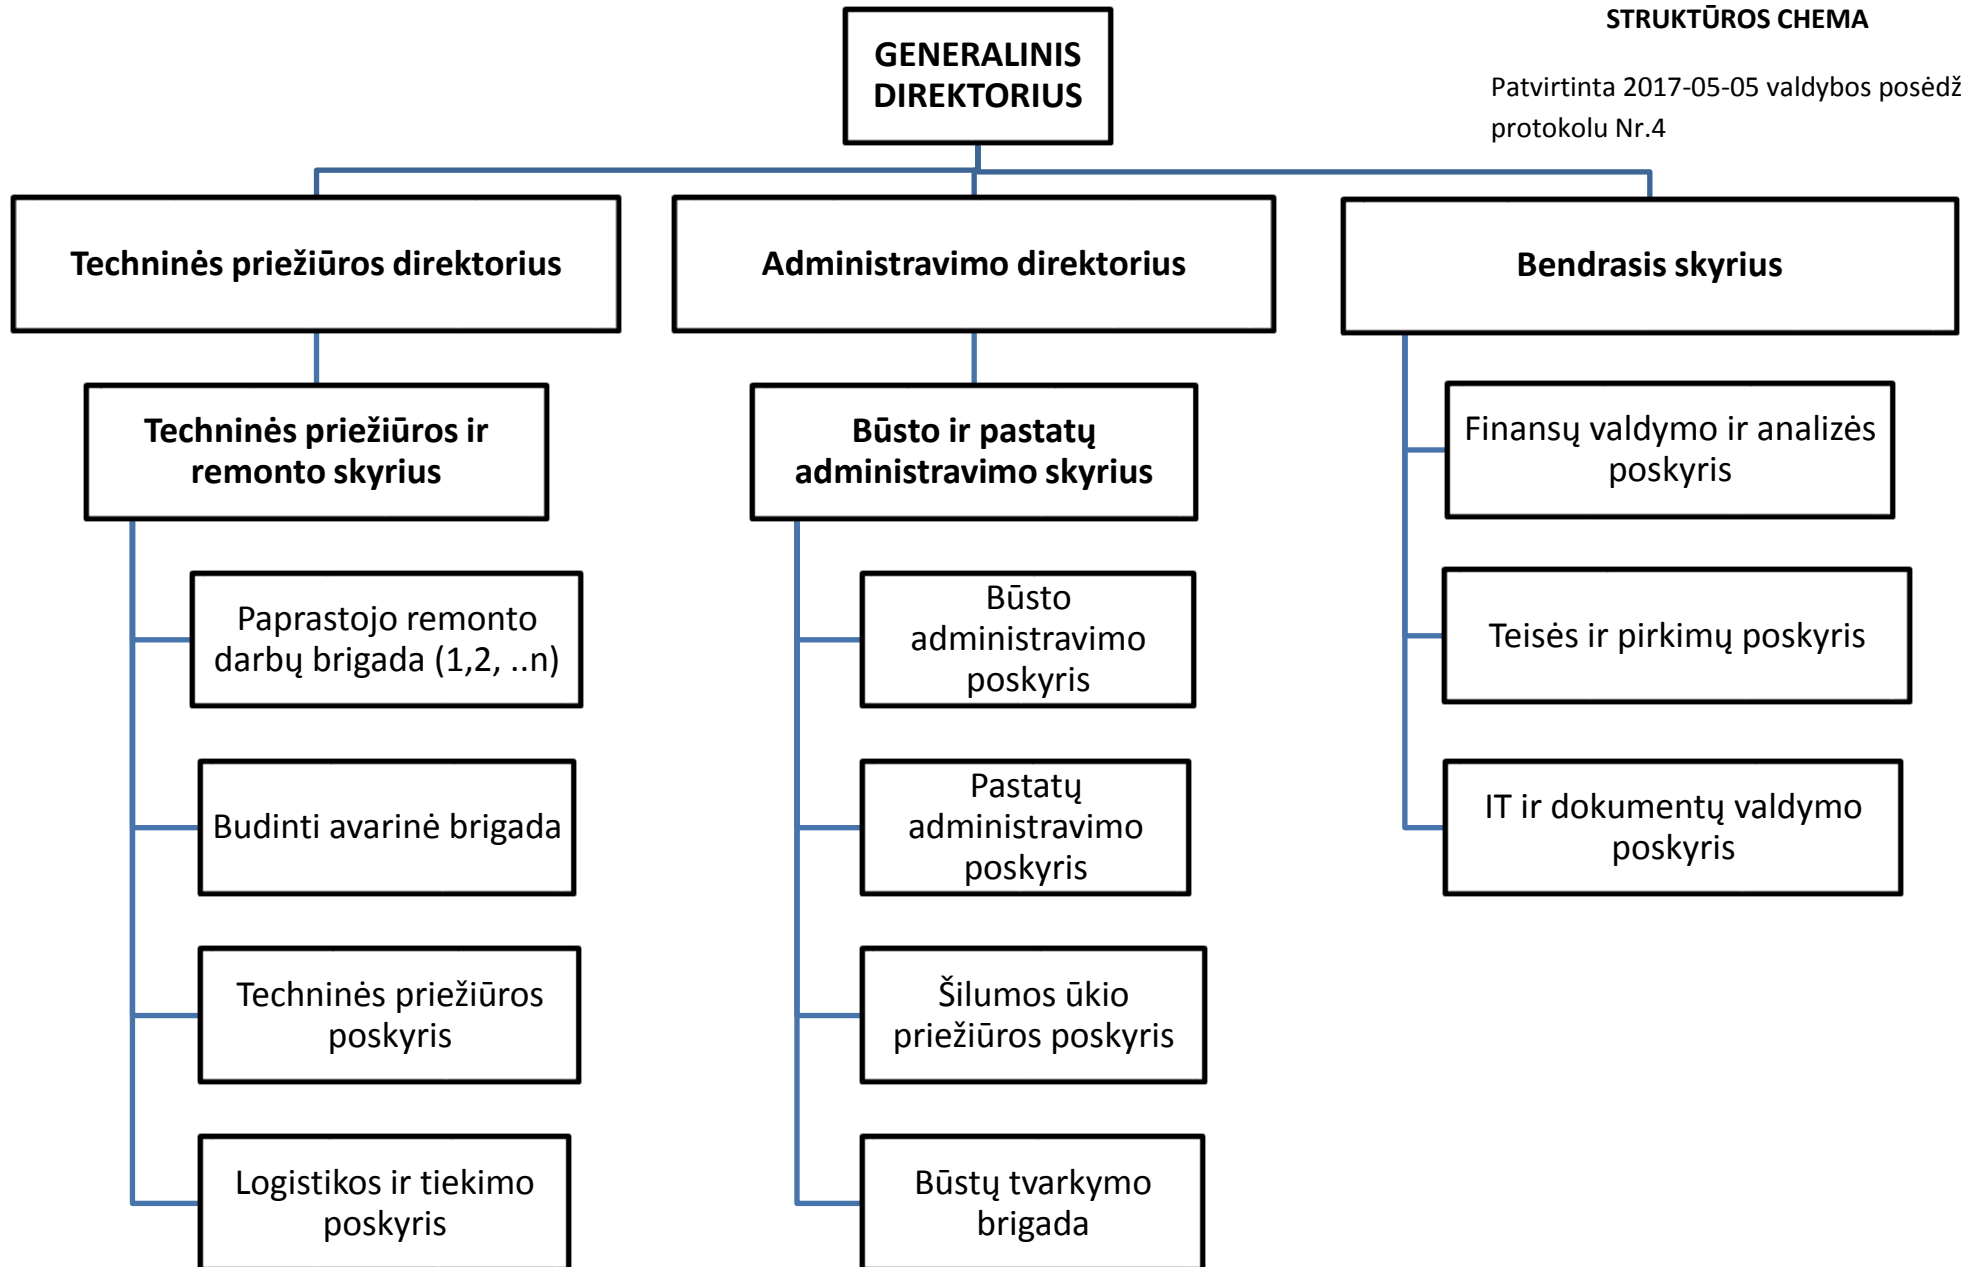 STRUKTŪROS CHEMA
Patvirtinta 2017-05-05 valdybos posėdž
protokolu Nr.4
GENERALINIS
DIREKTORIUS
Techninės priežiūros direktorius
Administravimo direktorius
Bendrasis skyrius
Techninės priežiūros ir
remonto skyrius
Paprastojo remonto
darbų brigada (1,2, ..n)
Budinti avarinė brigada
Techninės priežiūros
poskyris
Logistikos ir tiekimo
poskyris
Būsto ir pastatų
administravimo skyrius
Būsto
administravimo
poskyris
Pastatų
administravimo
poskyris
Šilumos ūkio
priežiūros poskyris
Būstų tvarkymo
brigada
Finansų valdymo ir analizės
poskyris
Teisės ir pirkimų poskyris
IT ir dokumentų valdymo
poskyris